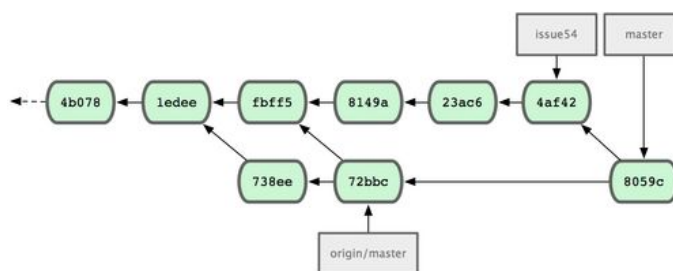 issue54 master
4b078 1edee fbff5 8149a 23ac6 4af42
738ee 72bbc 8059c
origin/master